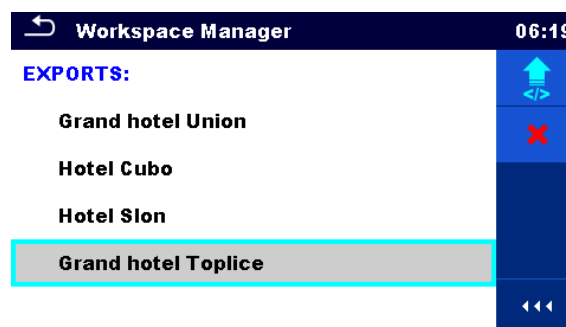 Workspace Manager
06:19
EXPORTS:
Grand hotel Union
</>
Hotel Cubo
Hotel Slon
Grand hotel Toplice